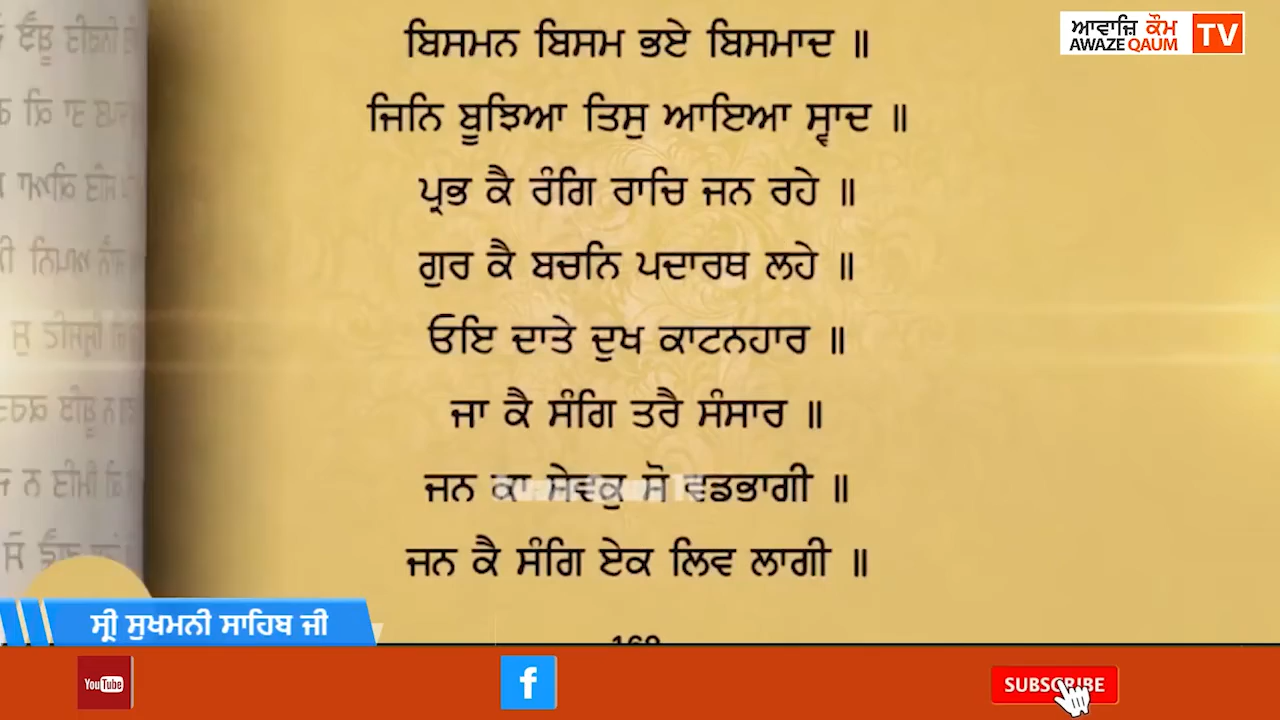 ਆਵਾਜ਼ਿ ਕੌਮ
AWAZE QAUM
TV
ਬਿਸਮਨ ਬਿਸਮ ਭਏ ਬਿਸਮਾਦ ॥
ਜਿਨਿ ਬੂਝਿਆ ਤਿਸੁ ਆਇਆ ਸ੍ਵਾਦ ॥
ਪ੍ਰਭ ਕੈ ਰੰਗਿ ਰਾਚਿ ਜਨ ਰਹੇ ॥
ਗੁਰ ਕੈ ਬਚਨਿ ਪਦਾਰਥ ਲਹੇ ॥
ਓਇ ਦਾਤੇ ਦੁਖ ਕਾਟਨਹਾਰ ॥
ਜਾ ਕੈ ਸੰਗਿ ਤਰੈ ਸੰਸਾਰ ॥
ਜਨ ਕਾ ਸੇਵਕੁ ਸੋ ਵਡਭਾਗੀ ॥
ਜਨ ਕੈ ਸੰਗਿ ਏਕ ਲਿਵ ਲਾਗੀ ॥
ਸ੍ਰੀ ਸੁਖਮਨੀ ਸਾਹਿਬ ਜੀ
YouTube
f
SUBSCRIBE